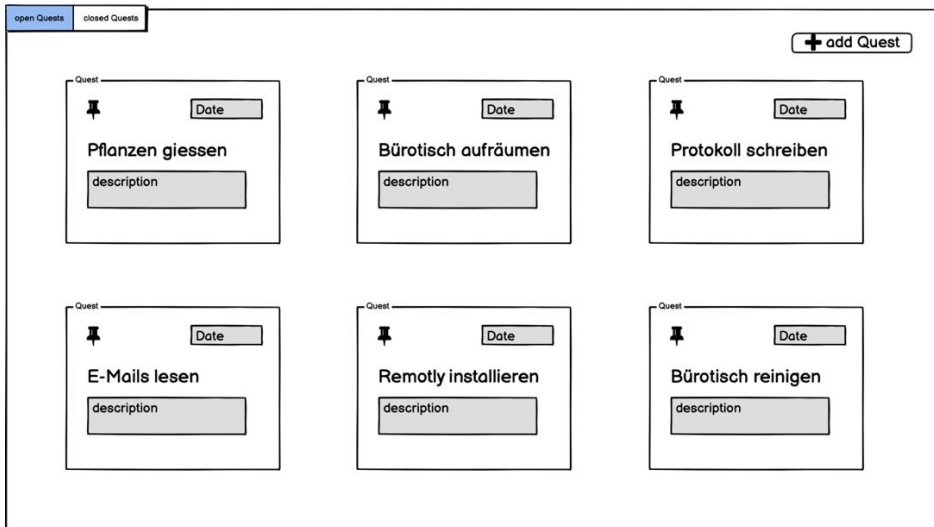 open Quests closed Quests
add Quest
Quest Quest Quest
Date Date Date
Pflanzen giessen Bürotisch aufräumen Protokoll schreiben
description description description
Quest Quest Quest
Date Date Date
E-Mails lesen Remotly installieren Bürotisch reinigen
description description description